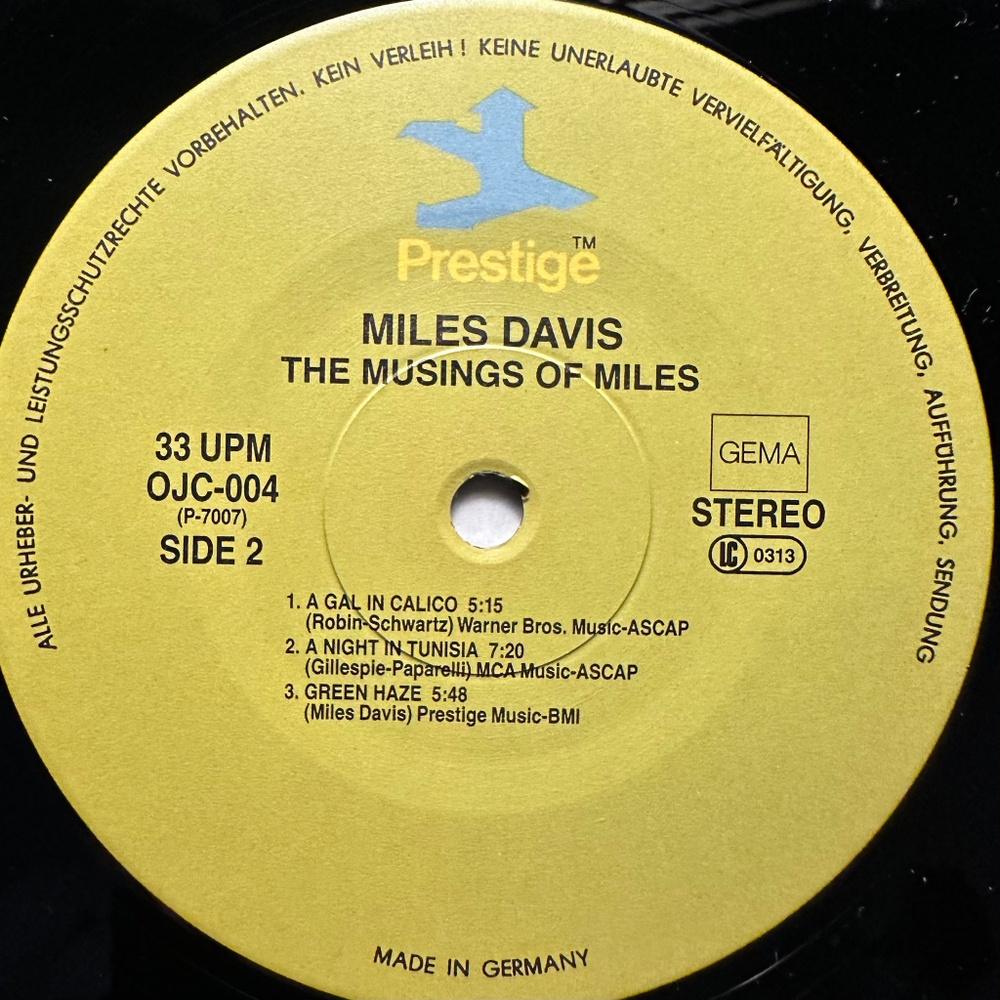 ALLE URHEBER- UND LEISTUNGSSCHUTZRECHTE VORBEHALTEN. KEIN VERLEIH! KEINE UNERLAUBTE VERVIELFÄLTIGUNG, VERBREITUNG, AUFFÜHRUNG, SENDUNG
Prestige™
MILES DAVIS
THE MUSINGS OF MILES
33 UPM
OJC-004
(P-7007)
SIDE 2
GEMA
STEREO
LC 0313
1. A GAL IN CALICO 5:15
(Robin-Schwartz) Warner Bros. Music-ASCAP
2. A NIGHT IN TUNISIA 7:20
(Gillespie-Paparelli) MCA Music-ASCAP
3. GREEN HAZE 5:48
(Miles Davis) Prestige Music-BMI
MADE IN GERMANY